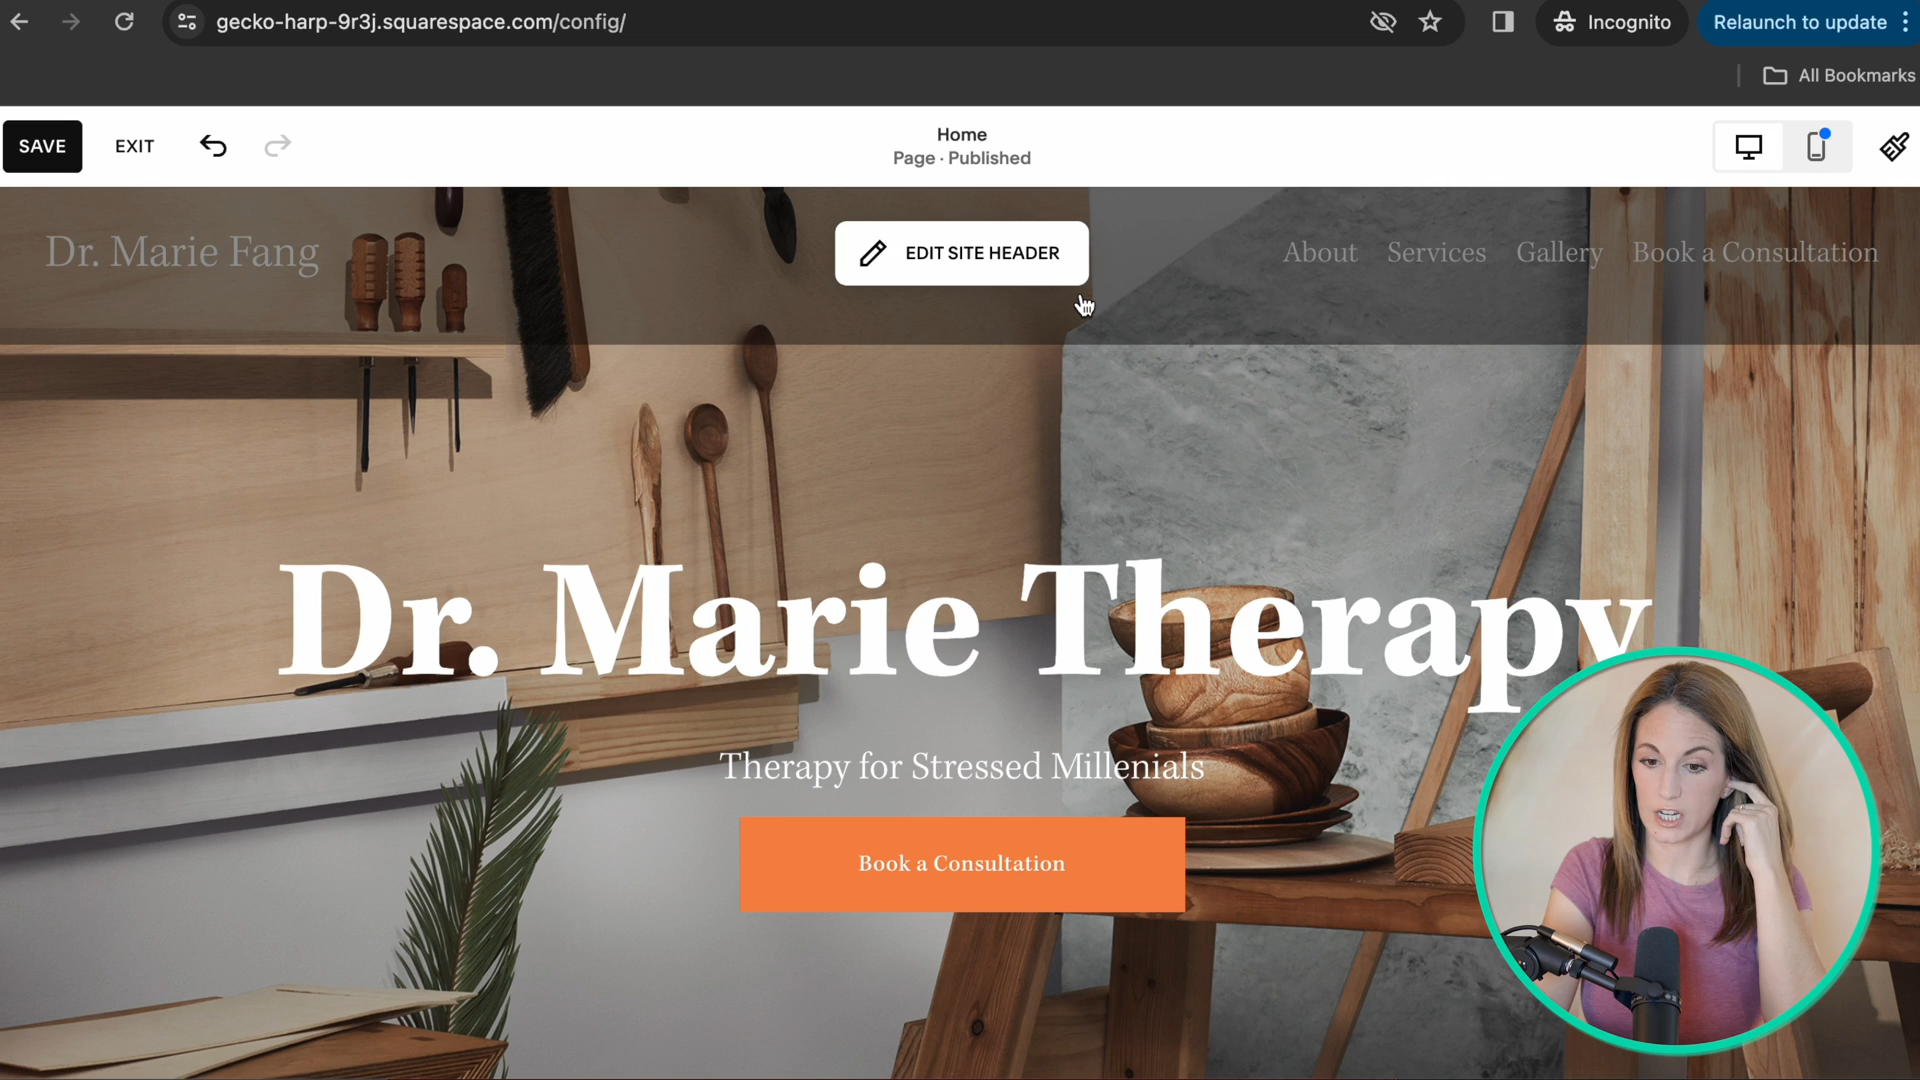 gecko-harp-9r3j.squarespace.com/config/
Incognito
Relaunch to update
All Bookmarks
SAVE
EXIT
Home
Page · Published
Dr. Marie Fang
EDIT SITE HEADER
About
Services
Gallery
Book a Consultation
Dr. Marie Therapy
Therapy for Stressed Millenials
Book a Consultation